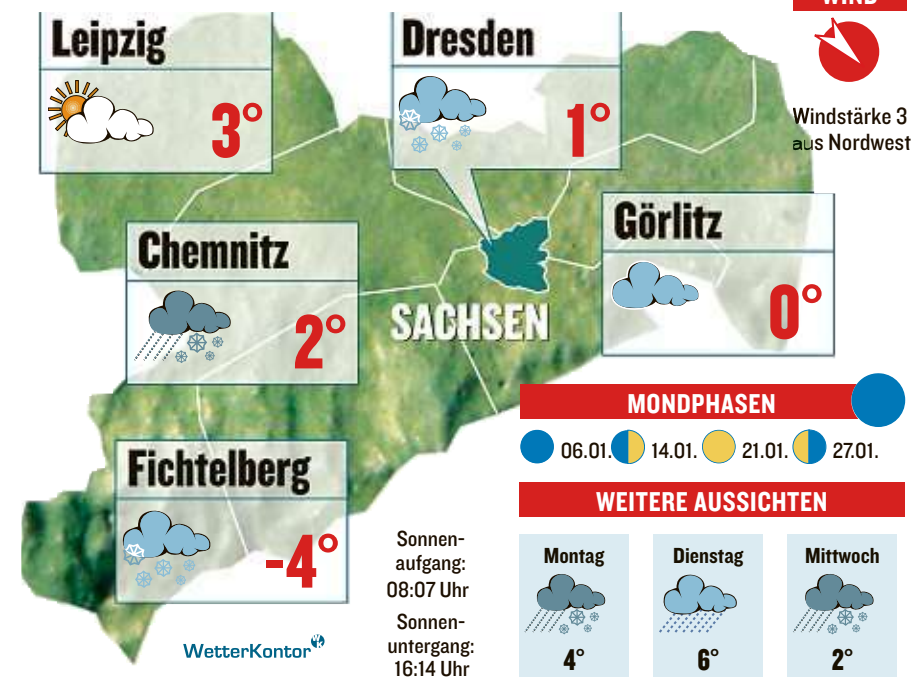 WIND
Windstärke 3
aus Nordwest
Leipzig
3°
Dresden
1°
Chemnitz
2°
Görlitz
0°
SACHSEN
Fichtelberg
-4°
WetterKontor
Sonnen-
aufgang:
08:07 Uhr
Sonnen-
untergang:
16:14 Uhr
MONDPHASEN
06.01. 14.01. 21.01. 27.01.
WEITERE AUSSICHTEN
Montag Dienstag Mittwoch
4° 6° 2°